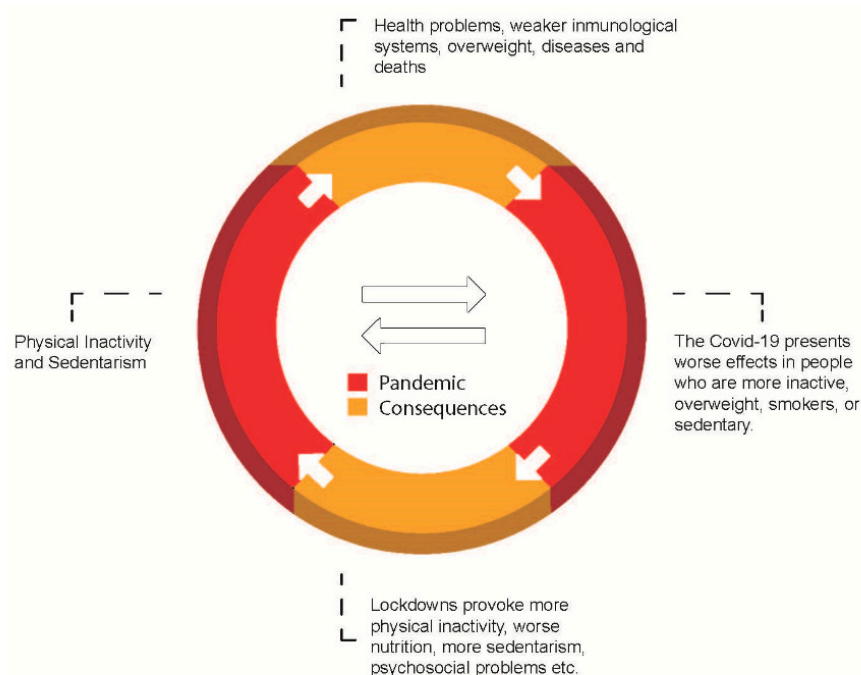 Health problems, weaker inmunological
systems, overweight, diseases and
deaths
Physical Inactivity
and Sedentarism
The Covid-19 presents
worse effects in people
who are more inactive,
overweight, smokers, or
sedentary.
Pandemic
Consequences
Lockdowns provoke more
physical inactivity, worse
nutrition, more sedentarism,
psychosocial problems etc.